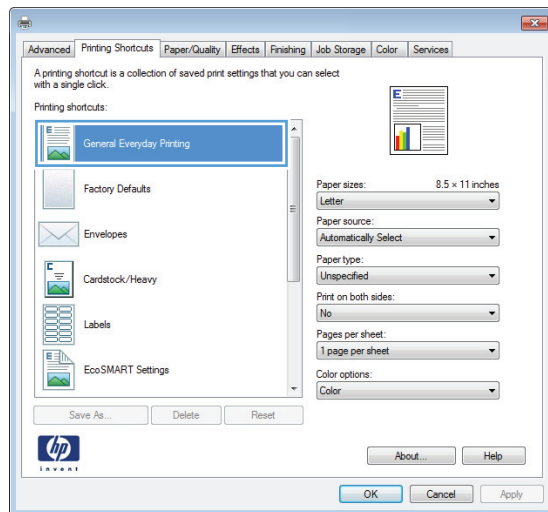 Advanced Printing Shortcuts Paper/Quality Effects Finishing Job Storage Color Services
A printing shortcut is a collection of saved print settings that you can select
with a single click.
Printing shortcuts:
E
General Everyday Printing
Factory Defaults
Envelopes
C
Cardstock/Heavy
Labels
E
EcoSMART Settings
Save As... Delete Reset
E
Paper sizes: 8.5 × 11 inches
Letter
Paper source:
Automatically Select
Paper type:
Unspecified
Print on both sides:
No
Pages per sheet:
1 page per sheet
Color options:
Color
hp
invent
About... Help
OK Cancel Apply